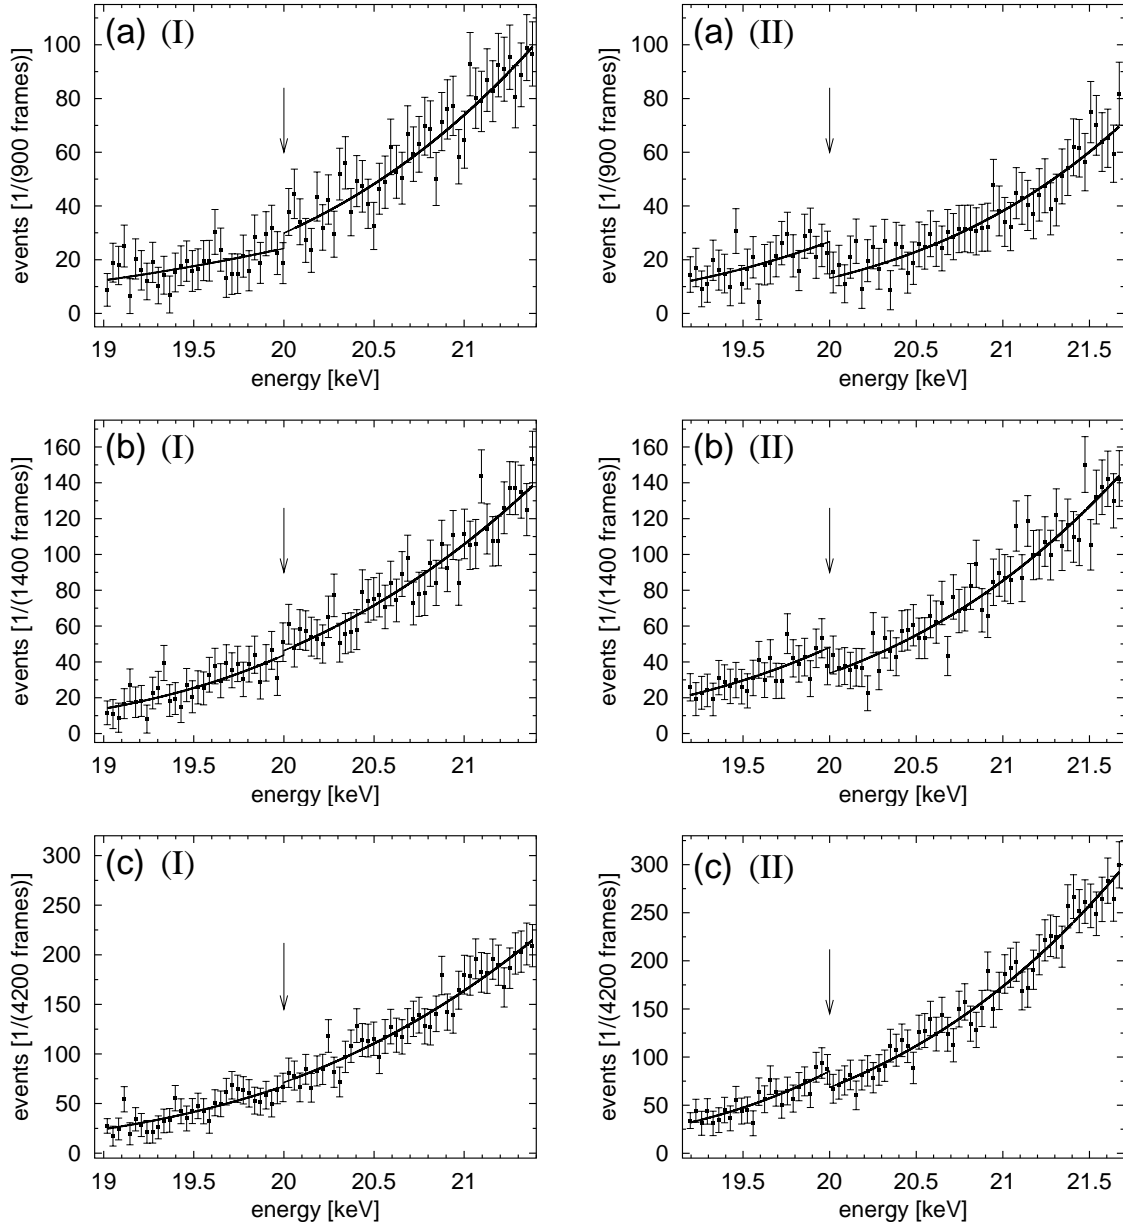 (a) (I)
events [1/(900 frames)]
100
80
60
40
20
0
19 19.5 20 20.5 21
energy [keV]
(a) (II)
events [1/(900 frames)]
100
80
60
40
20
0
19.5 20 20.5 21 21.5
energy [keV]
(b) (I)
events [1/(1400 frames)]
160
140
120
100
80
60
40
20
0
19 19.5 20 20.5 21
energy [keV]
(b) (II)
events [1/(1400 frames)]
160
140
120
100
80
60
40
20
0
19.5 20 20.5 21 21.5
energy [keV]
(c) (I)
events [1/(4200 frames)]
300
250
200
150
100
50
0
19 19.5 20 20.5 21
energy [keV]
(c) (II)
events [1/(4200 frames)]
300
250
200
150
100
50
0
19.5 20 20.5 21 21.5
energy [keV]